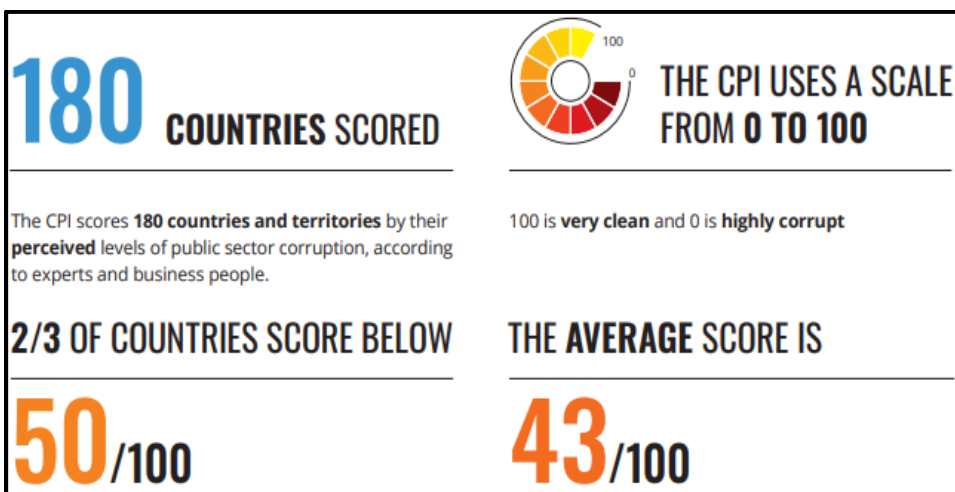 180 COUNTRIES SCORED
The CPI scores 180 countries and territories by their
perceived levels of public sector corruption, according
to experts and business people.
100
0
THE CPI USES A SCALE
FROM 0 TO 100
100 is very clean and 0 is highly corrupt
2/3 OF COUNTRIES SCORE BELOW
50/100
THE AVERAGE SCORE IS
43/100